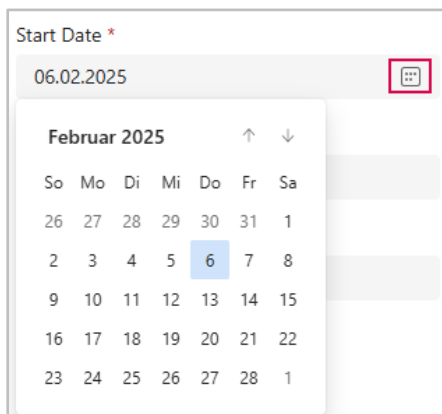 Start Date *
06.02.2025
Februar 2025
So Mo Di Mi Do Fr Sa
26 27 28 29 30 31 1
2 3 4 5 6 7 8
9 10 11 12 13 14 15
16 17 18 19 20 21 22
23 24 25 26 27 28 1